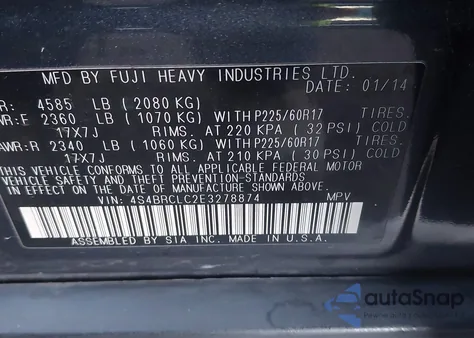 MFD BY FUJI HEAVY INDUSTRIES LTD. 01/14
R: 4585 LB (2080 KG)
WR:F 2360 LB (1070 KG) WITH P225/60R17 TIRES.
17X7J RIMS. AT 220 KPA (32 PSI) COLD
AWR:R 2340 LB (1060 KG) WITH P225/60R17 TIRES.
17X7J RIMS. AT 210 KPA (30 PSI) COLD
VEHICLE CONFORMS TO ALL APPLICABLE FEDERAL MOTOR
VEHICLE SAFETY AND THEFT PREVENTION STANDARDS
EFFECT ON THE DATE OF MANUFACTURE SHOWN ABOVE.
VIN: 4S4BRCLC2E3278874 MPV
ASSEMBLED BY SIA INC. MADE IN U.S.A.
autoSnap